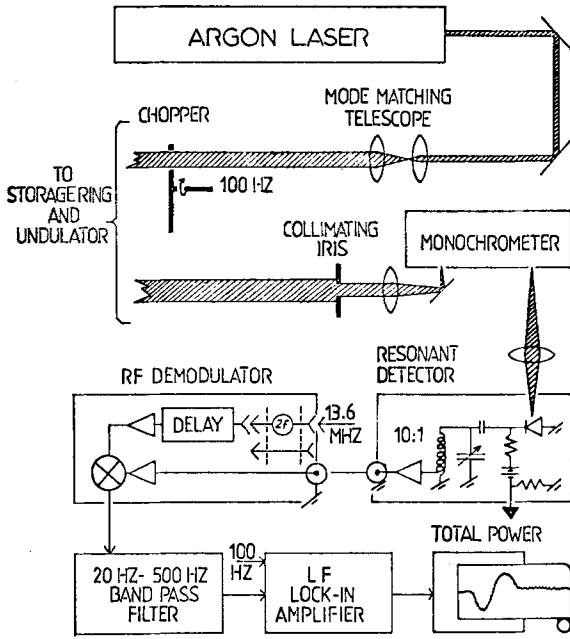 ARGON LASER
MODE MATCHING
TELESCOPE
CHOPPER
100 HZ
TO
STORAGERING
AND
UNDULATOR
COLLIMATING
IRIS
MONOCHROMETER
RESONANT
DETECTOR
RF DEMODULATOR
DELAY
2f
13.6
MHZ
10:1
TOTAL POWER
20 HZ- 500 HZ
BAND PASS
FILTER
100
HZ
LF
LOCK-IN
AMPLIFIER